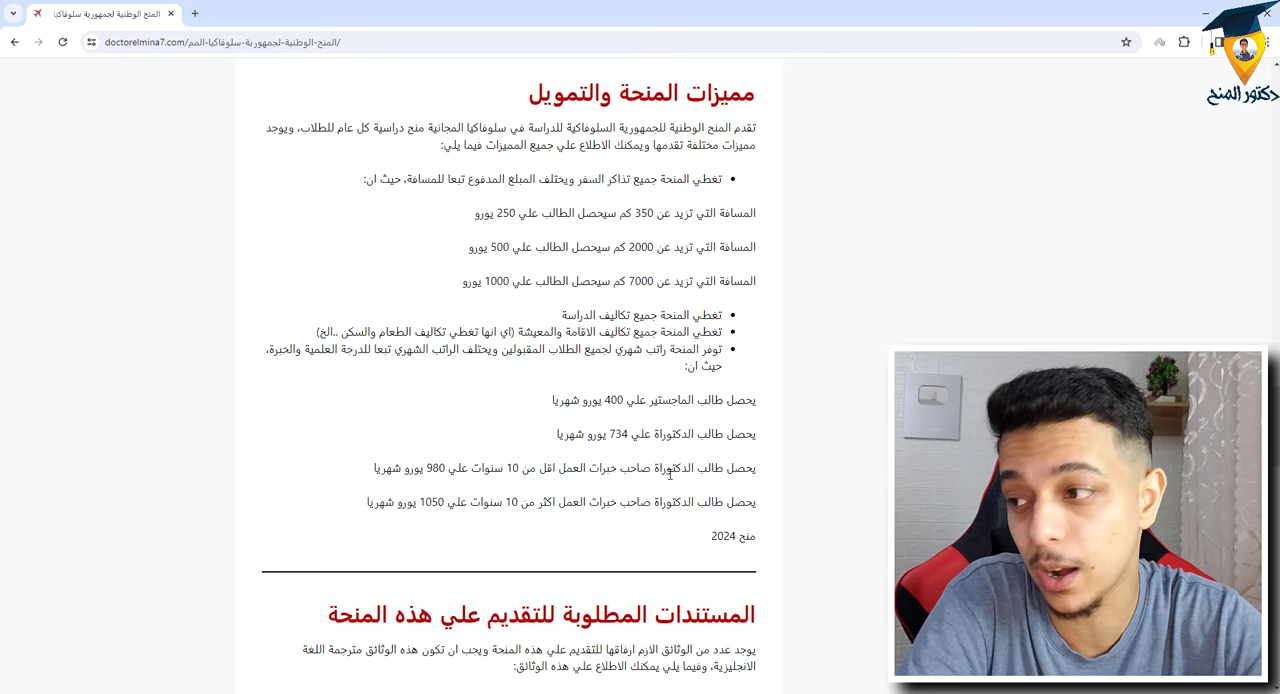 المنح الوطنية لجمهورية سلوفاكيا
doctorelmina7.com/المنح-الوطنية-لجمهورية-سلوفاكيا-المم/
دكتور المنح
مميزات المنحة والتمويل
تقدم المنح الوطنية للجمهورية السلوفاكية للدراسة في سلوفاكيا المجانية منح دراسية كل عام للطلاب، ويوجد
مميزات مختلفة تقدمها ويمكنك الاطلاع علي جميع المميزات فيما يلي:
تغطي المنحة جميع تذاكر السفر ويختلف المبلغ المدفوع تبعا للمسافة، حيث ان:
المسافة التي تزيد عن 350 كم سيحصل الطالب علي 250 يورو
المسافة التي تزيد عن 2000 كم سيحصل الطالب علي 500 يورو
المسافة التي تزيد عن 7000 كم سيحصل الطالب علي 1000 يورو
تغطي المنحة جميع تكاليف الدراسة
تغطي المنحة جميع تكاليف الاقامة والمعيشة (اي انها تغطي تكاليف الطعام والسكن ..الخ)
توفر المنحة راتب شهري لجميع الطلاب المقبولين ويختلف الراتب الشهري تبعا للدرجة العلمية والخبرة،
حيث ان:
يحصل طالب الماجستير علي 400 يورو شهريا
يحصل طالب الدكتوراة علي 734 يورو شهريا
يحصل طالب الدكتوراة صاحب خبرات العمل اقل من 10 سنوات علي 980 يورو شهريا
يحصل طالب الدكتوراة صاحب خبرات العمل اكثر من 10 سنوات علي 1050 يورو شهريا
منح 2024
المستندات المطلوبة للتقديم علي هذه المنحة
يوجد عدد من الوثائق الازم ارفاقها للتقديم علي هذه المنحة ويجب ان تكون هذه الوثائق مترجمة اللغة
الانجليزية، وفيما يلي يمكنك الاطلاع علي هذه الوثائق: